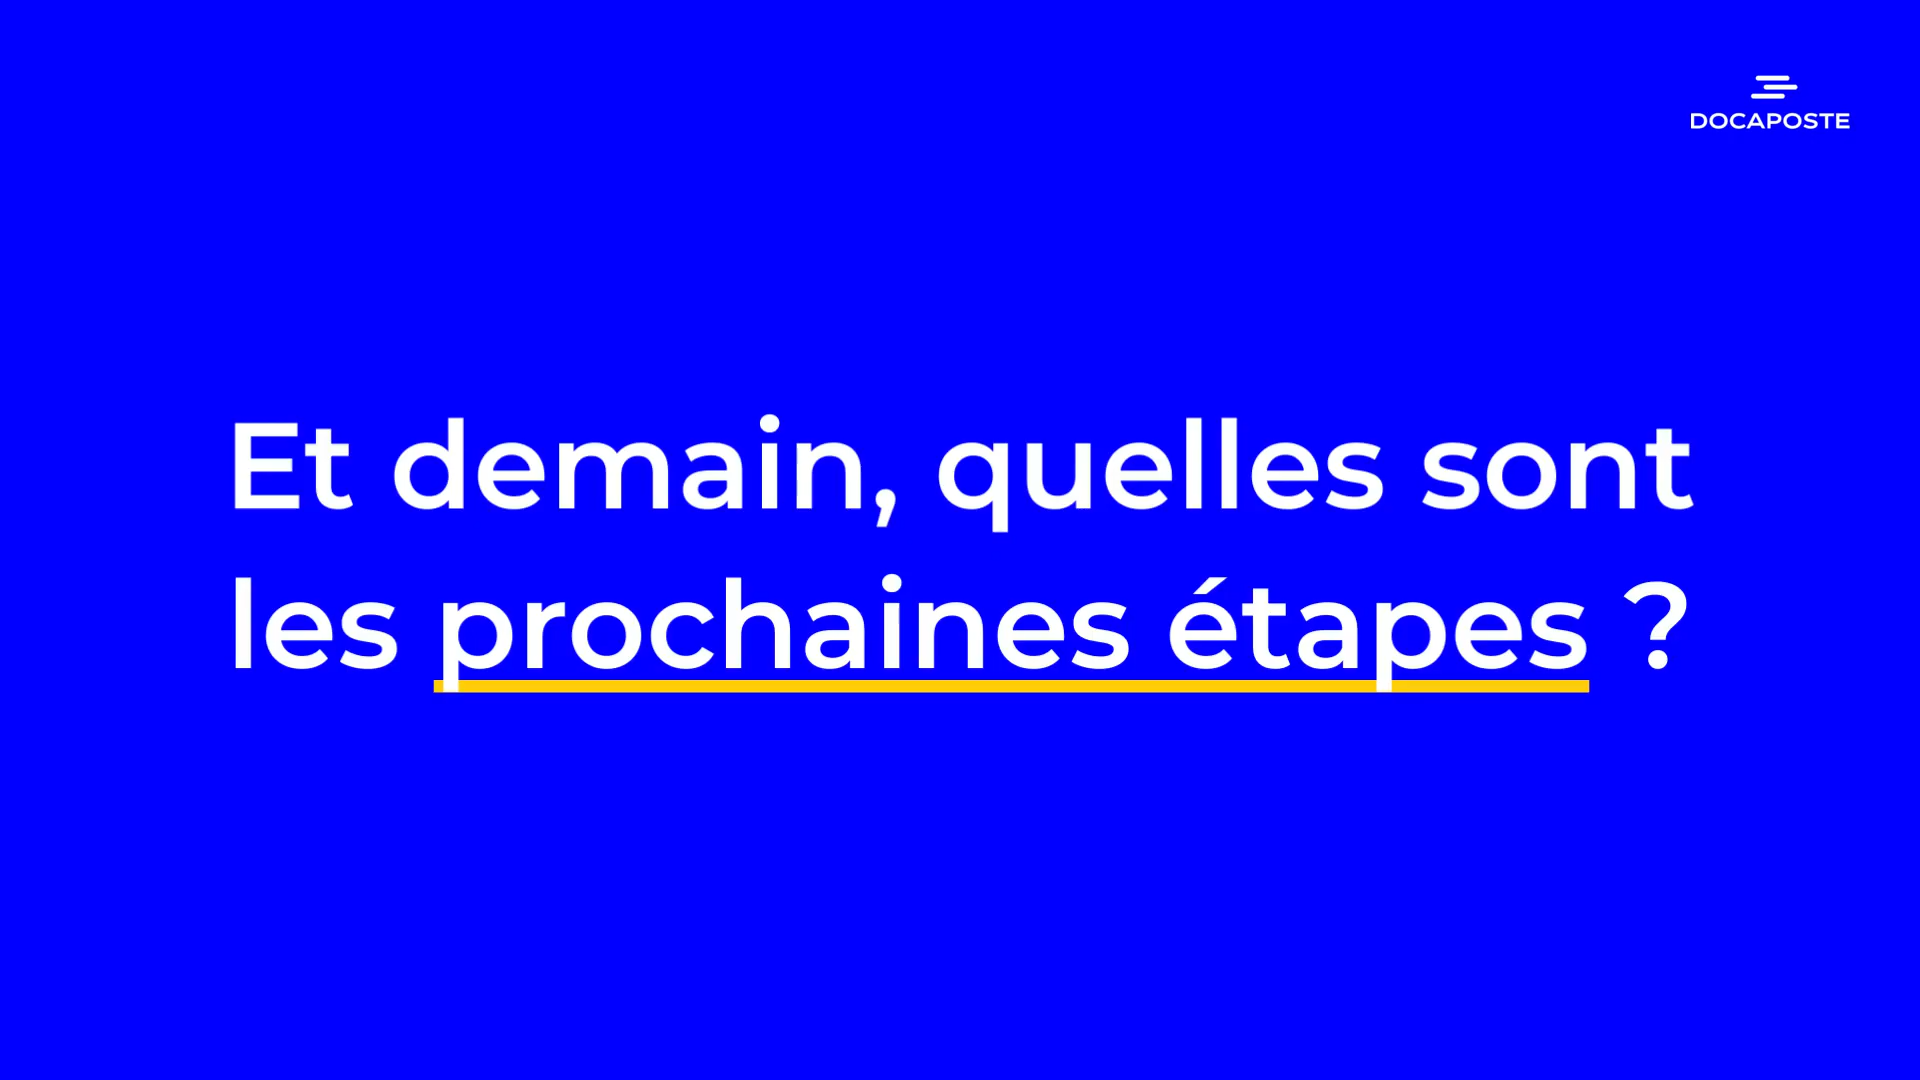 DOCAPOSTE
Et demain, quelles sont
les prochaines étapes ?